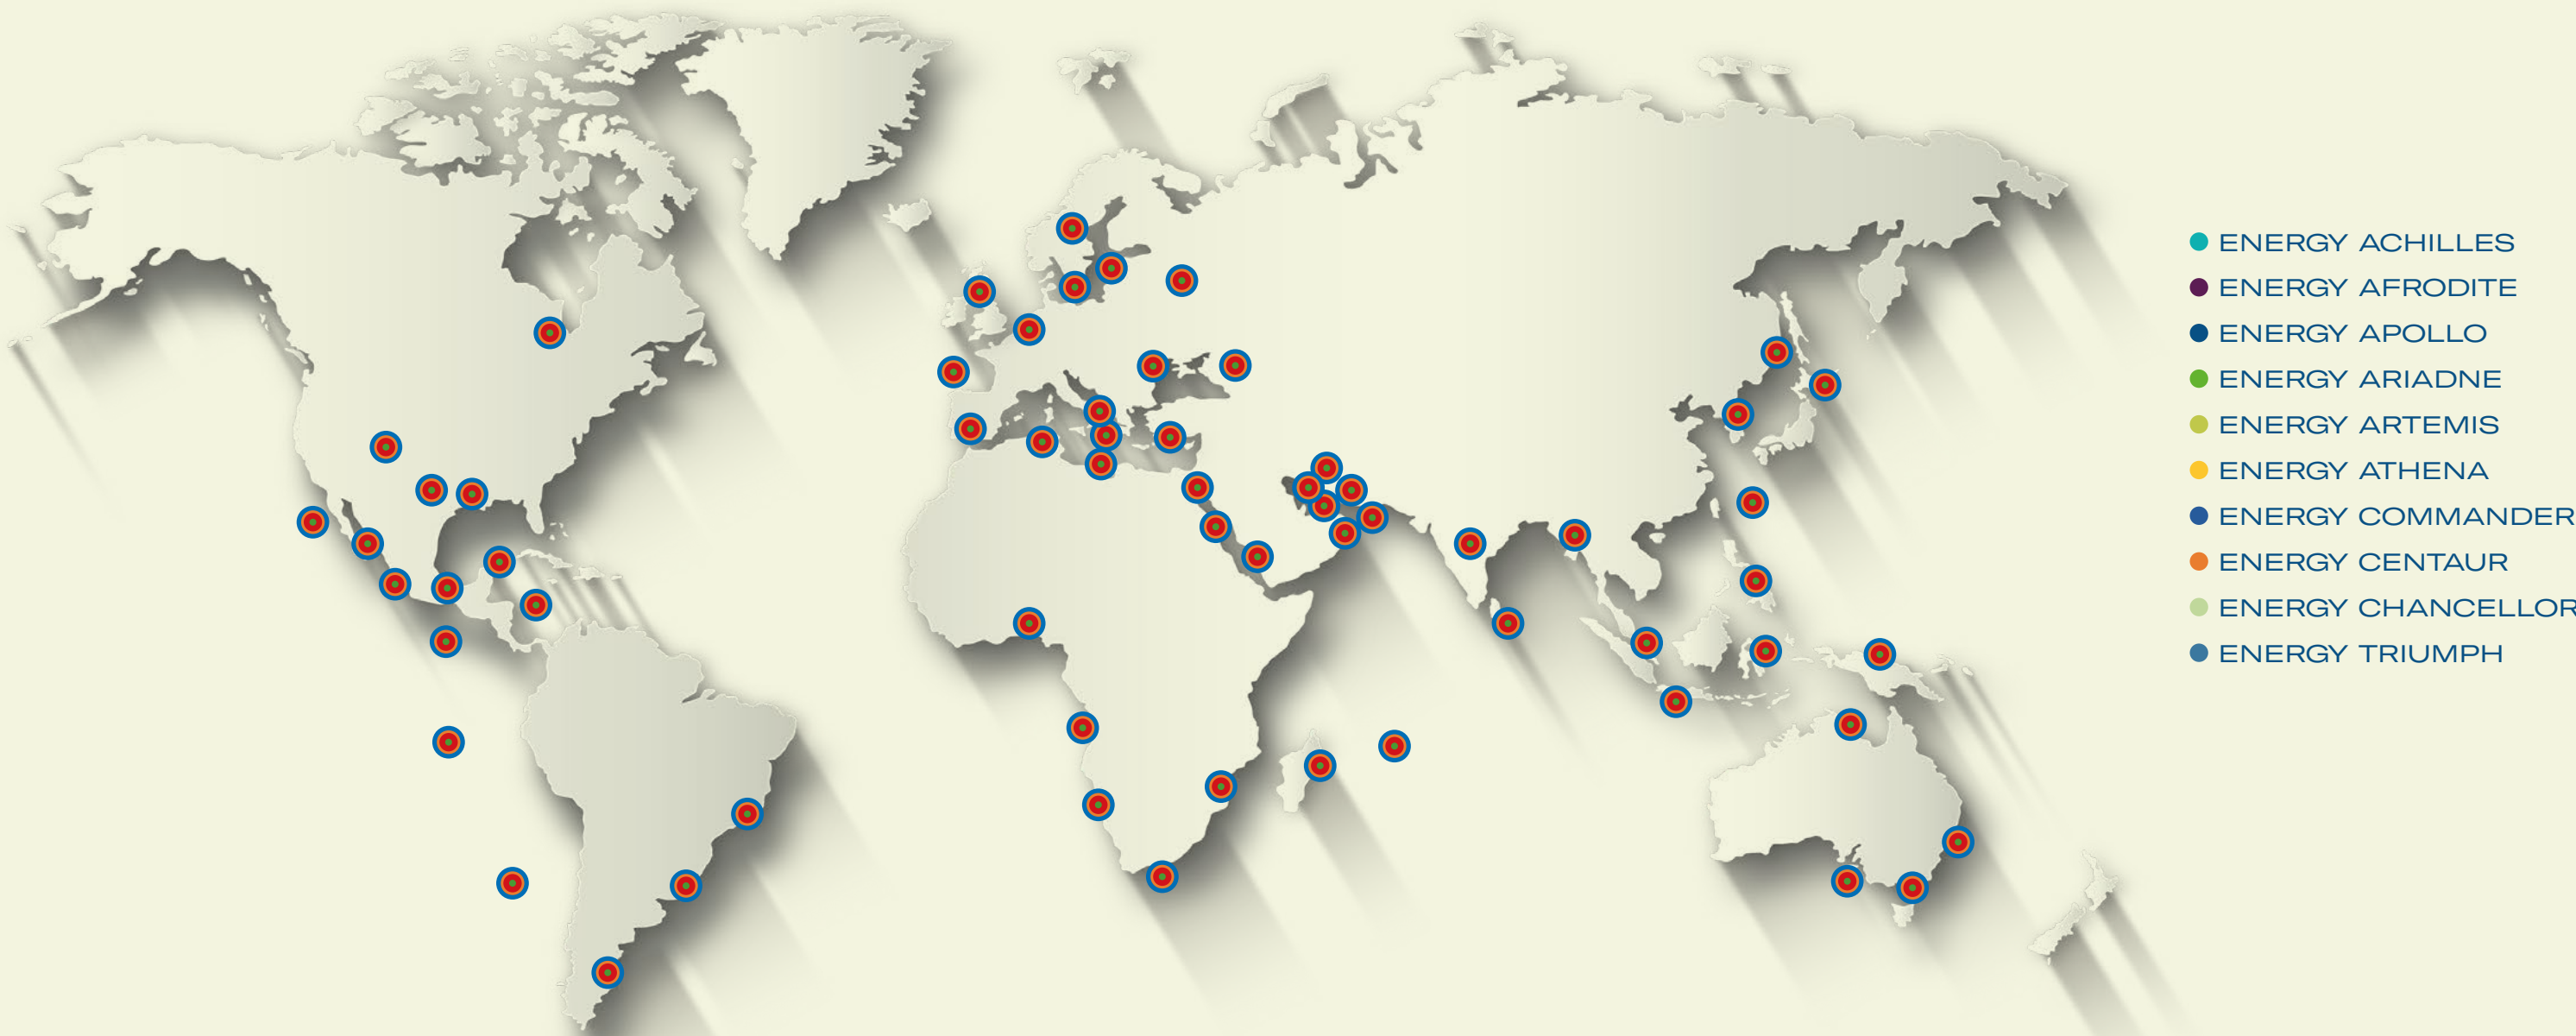 ENERGY ACHILLES
ENERGY AFRODITE
ENERGY APOLLO
ENERGY ARIADNE
ENERGY ARTEMIS
ENERGY ATHENA
ENERGY COMMANDER
ENERGY CENTAUR
ENERGY CHANCELLOR
ENERGY TRIUMPH